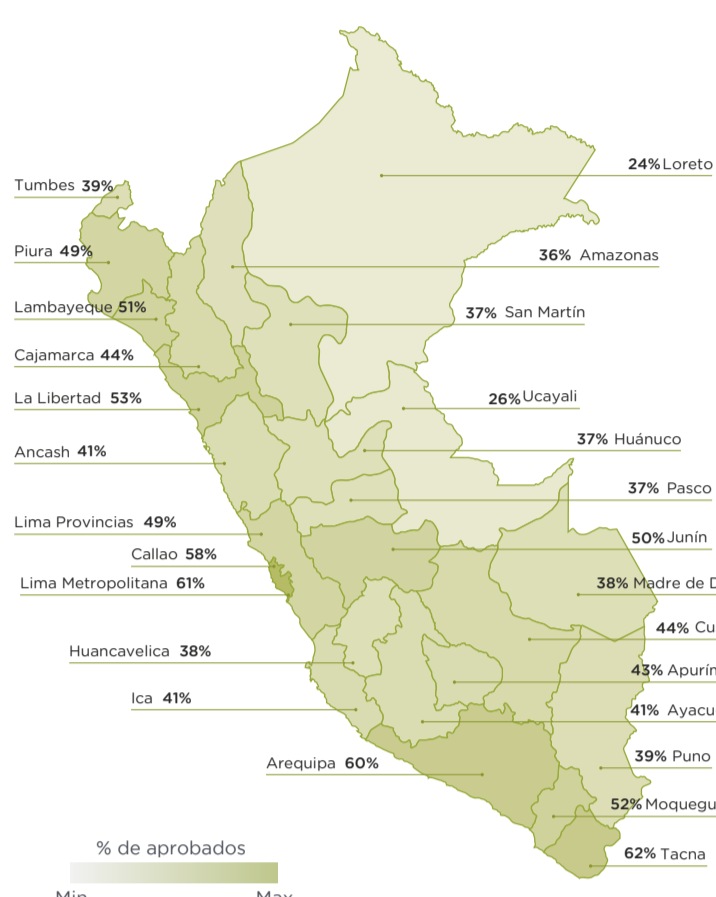 24% Loreto
Tumbes 39%
Piura 49%
36% Amazonas
Lambayeque 51%
37% San Martín
Cajamarca 44%
La Libertad 53%
26% Ucayali
Ancash 41%
37% Huánuco
37% Pasco
Lima Provincias 49%
50% Junín
Callao 58%
Lima Metropolitana 61%
38% Madre de D
44% Cu
Huancavelica 38%
43% Apurím
Ica 41%
41% Ayacu
39% Puno
Arequipa 60%
52% Moquegu
% de aprobados
62% Tacna
Min Max